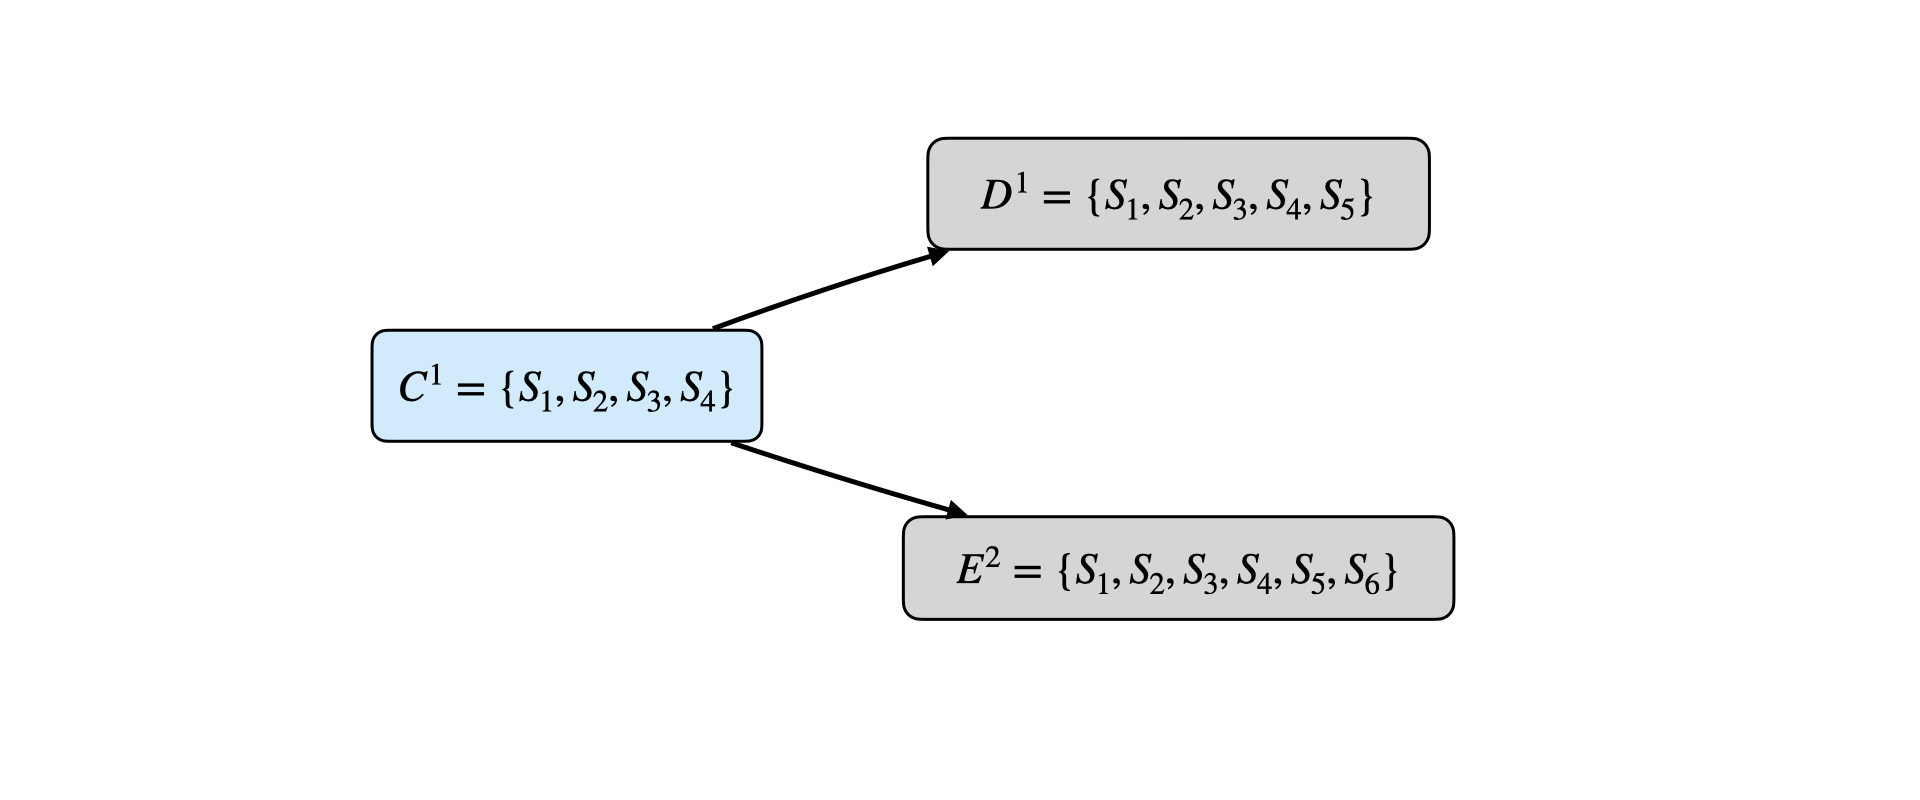 D¹ = {S₁, S₂, S₃, S₄, S₅}
C¹ = {S₁, S₂, S₃, S₄}
E² = {S₁, S₂, S₃, S₄, S₅, S₆}